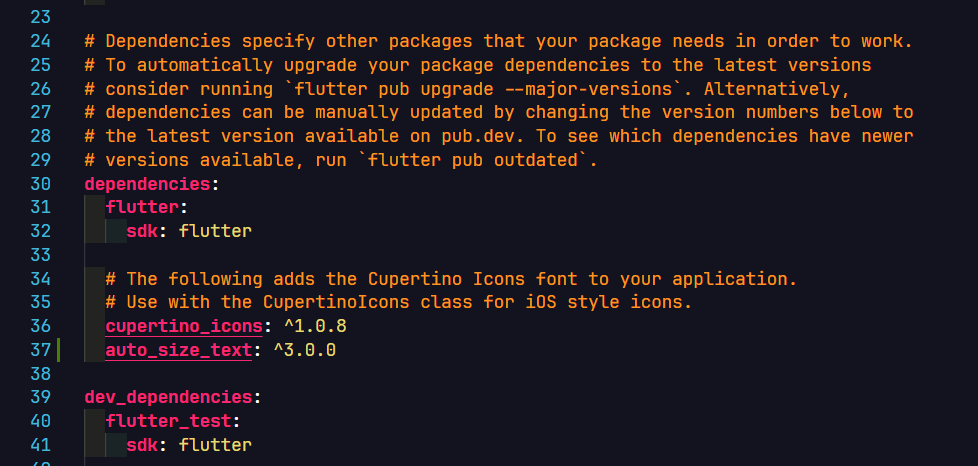 23
24 # Dependencies specify other packages that your package needs in order to work.
25 # To automatically upgrade your package dependencies to the latest versions
26 # consider running `flutter pub upgrade --major-versions`. Alternatively,
27 # dependencies can be manually updated by changing the version numbers below to
28 # the latest version available on pub.dev. To see which dependencies have newer
29 # versions available, run `flutter pub outdated`.
30 dependencies:
31   flutter:
32     sdk: flutter
33
34   # The following adds the Cupertino Icons font to your application.
35   # Use with the CupertinoIcons class for iOS style icons.
36   cupertino_icons: ^1.0.8
37   auto_size_text: ^3.0.0
38
39 dev_dependencies:
40   flutter_test:
41     sdk: flutter